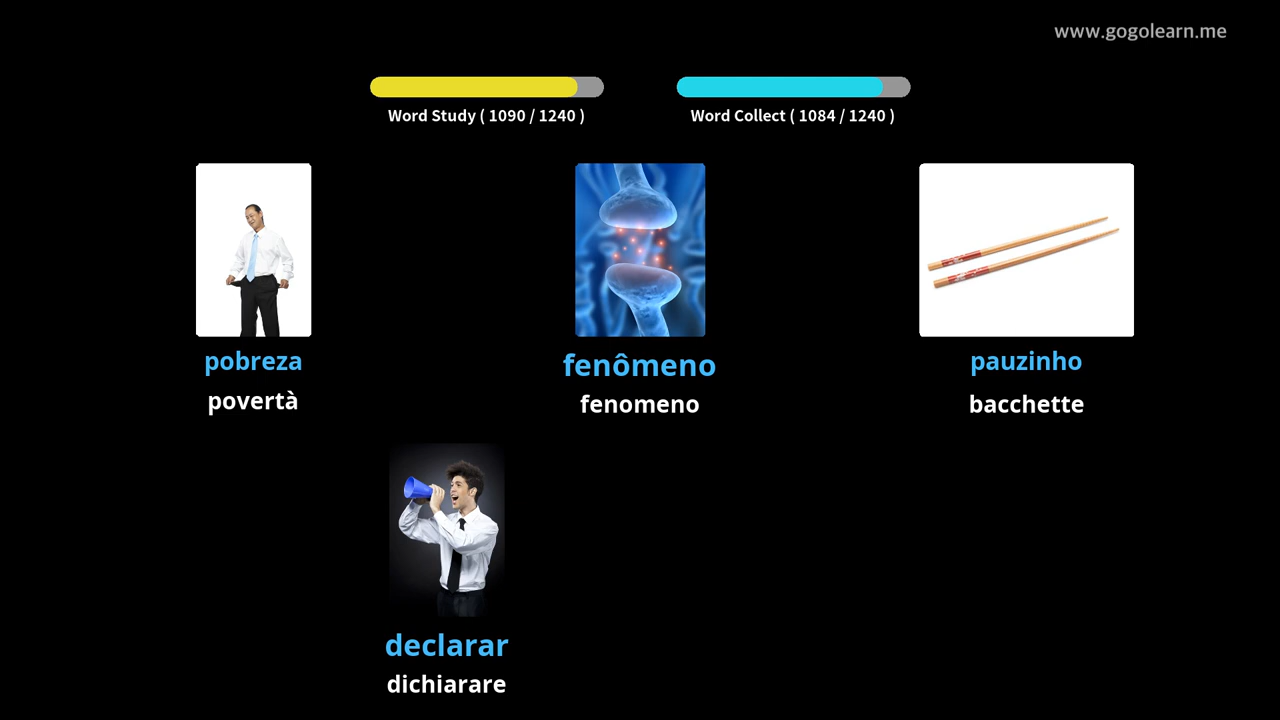 www.gogolearn.me
Word Study ( 1090 / 1240 )
Word Collect ( 1084 / 1240 )
pobreza
povertà
fenômeno
fenomeno
pauzinho
bacchette
declarar
dichiarare